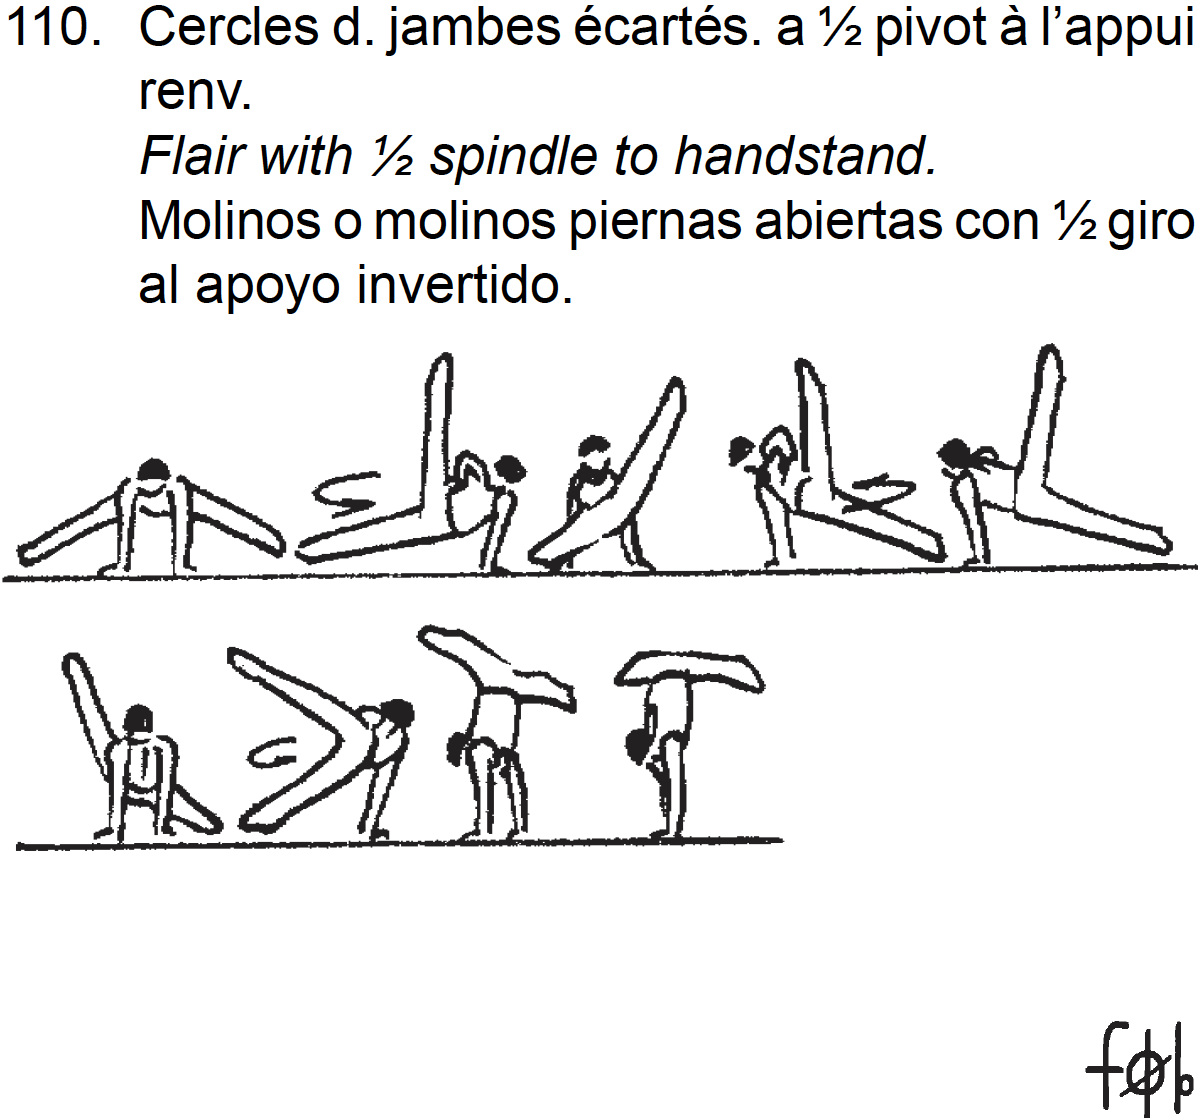 110. Cercles d. jambes écartés. a ½ pivot à l’appui
renv.
Flair with ½ spindle to handstand.
Molinos o molinos piernas abiertas con ½ giro
al apoyo invertido.